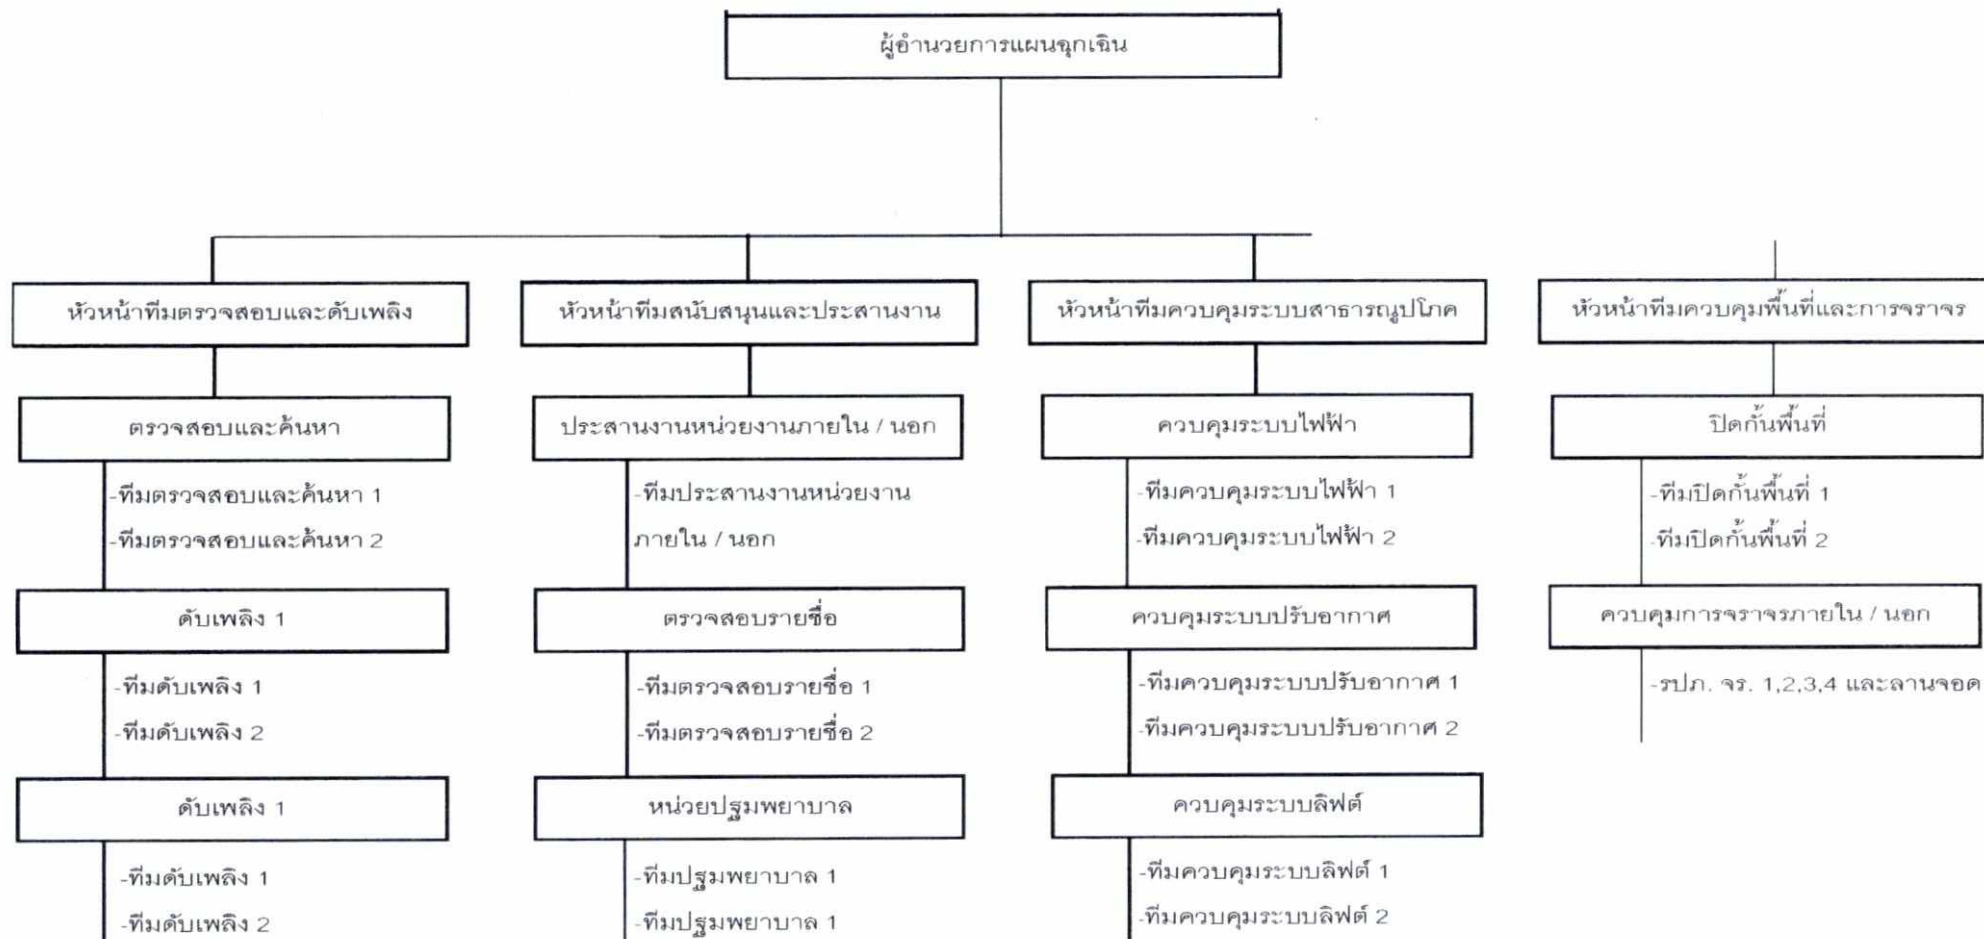 ผู้อำนวยการแผนฉุกเฉิน
หัวหน้าทีมตรวจสอบและดับเพลิง
ตรวจสอบและค้นหา
-ทีมตรวจสอบและค้นหา 1
-ทีมตรวจสอบและค้นหา 2
ดับเพลิง 1
-ทีมดับเพลิง 1
-ทีมดับเพลิง 2
ดับเพลิง 1
-ทีมดับเพลิง 1
-ทีมดับเพลิง 2
หัวหน้าทีมสนับสนุนและประสานงาน
ประสานงานหน่วยงานภายใน / นอก
-ทีมประสานงานหน่วยงาน
ภายใน / นอก
ตรวจสอบรายชื่อ
-ทีมตรวจสอบรายชื่อ 1
-ทีมตรวจสอบรายชื่อ 2
หน่วยปฐมพยาบาล
-ทีมปฐมพยาบาล 1
-ทีมปฐมพยาบาล 1
หัวหน้าทีมควบคุมระบบสาธารณูปโภค
ควบคุมระบบไฟฟ้า
-ทีมควบคุมระบบไฟฟ้า 1
-ทีมควบคุมระบบไฟฟ้า 2
ควบคุมระบบปรับอากาศ
-ทีมควบคุมระบบปรับอากาศ 1
-ทีมควบคุมระบบปรับอากาศ 2
ควบคุมระบบลิฟต์
-ทีมควบคุมระบบลิฟต์ 1
-ทีมควบคุมระบบลิฟต์ 2
หัวหน้าทีมควบคุมพื้นที่และการจราจร
ปิดกั้นพื้นที่
-ทีมปิดกั้นพื้นที่ 1
-ทีมปิดกั้นพื้นที่ 2
ควบคุมการจราจรภายใน / นอก
-รปภ. จร. 1,2,3,4 และลานจอด